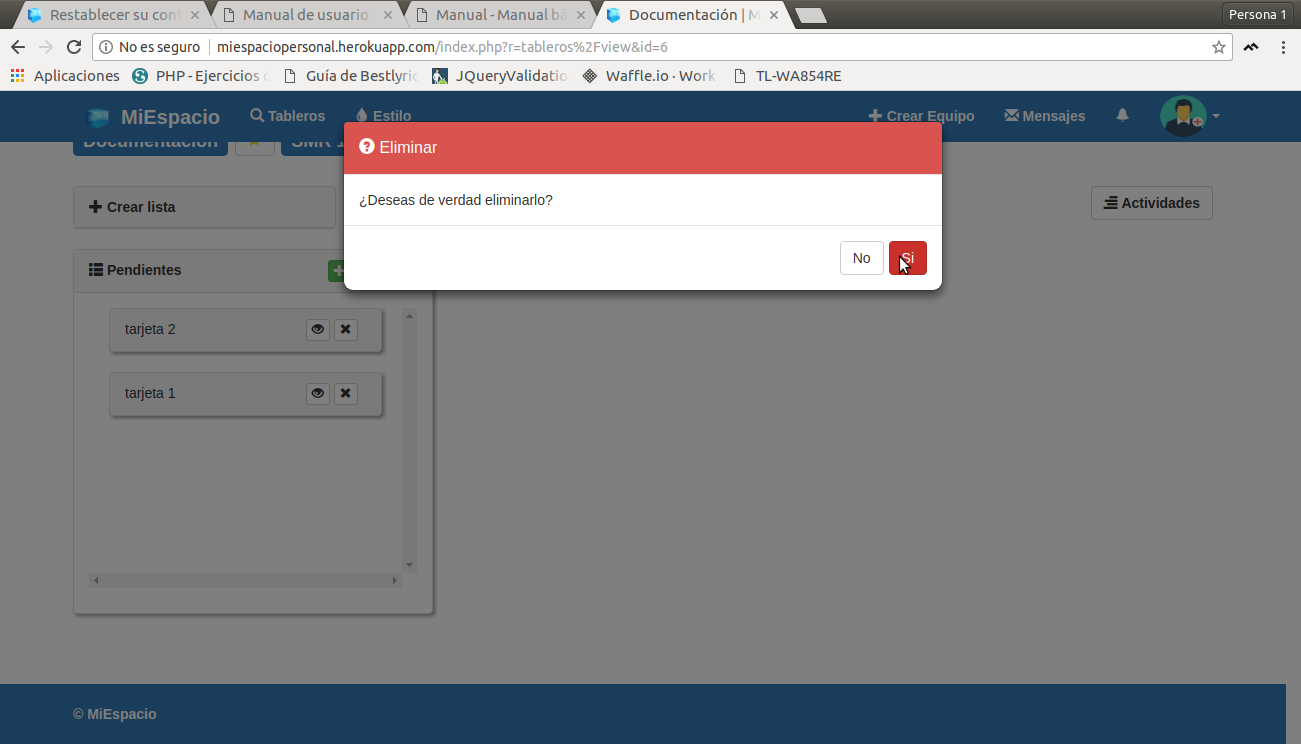 Restablecer su con
Manual de usuario
Manual - Manual bá
Documentación | M
Persona 1
No es seguro
miespaciopersonal.herokuapp.com/index.php?r=tableros%2Fview&id=6
Aplicaciones
PHP - Ejercicios
Guía de Bestlyric
JQueryValidatio
Waffle.io · Work
TL-WA854RE
MiEspacio
Tableros
Estilo
Crear Equipo
Mensajes
Documentación
SMR 1
Eliminar
¿Deseas de verdad eliminarlo?
No
Si
Crear lista
Actividades
Pendientes
tarjeta 2
tarjeta 1
© MiEspacio